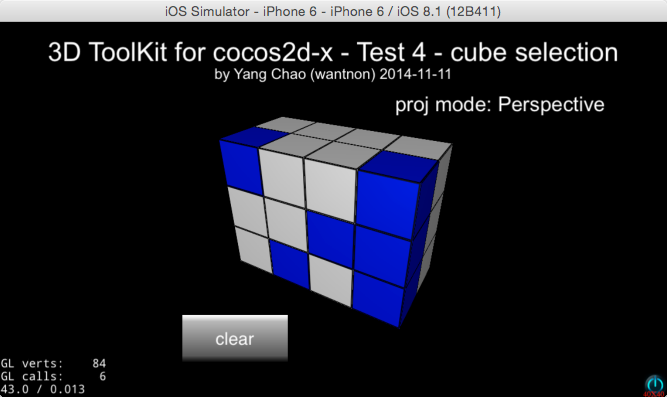 iOS Simulator - iPhone 6 - iPhone 6 / iOS 8.1 (12B411)
3D ToolKit for cocos2d-x - Test 4 - cube selection
by Yang Chao (wantnon) 2014-11-11
proj mode: Perspective
clear
GL verts: 84
GL calls: 6
43.0 / 0.013